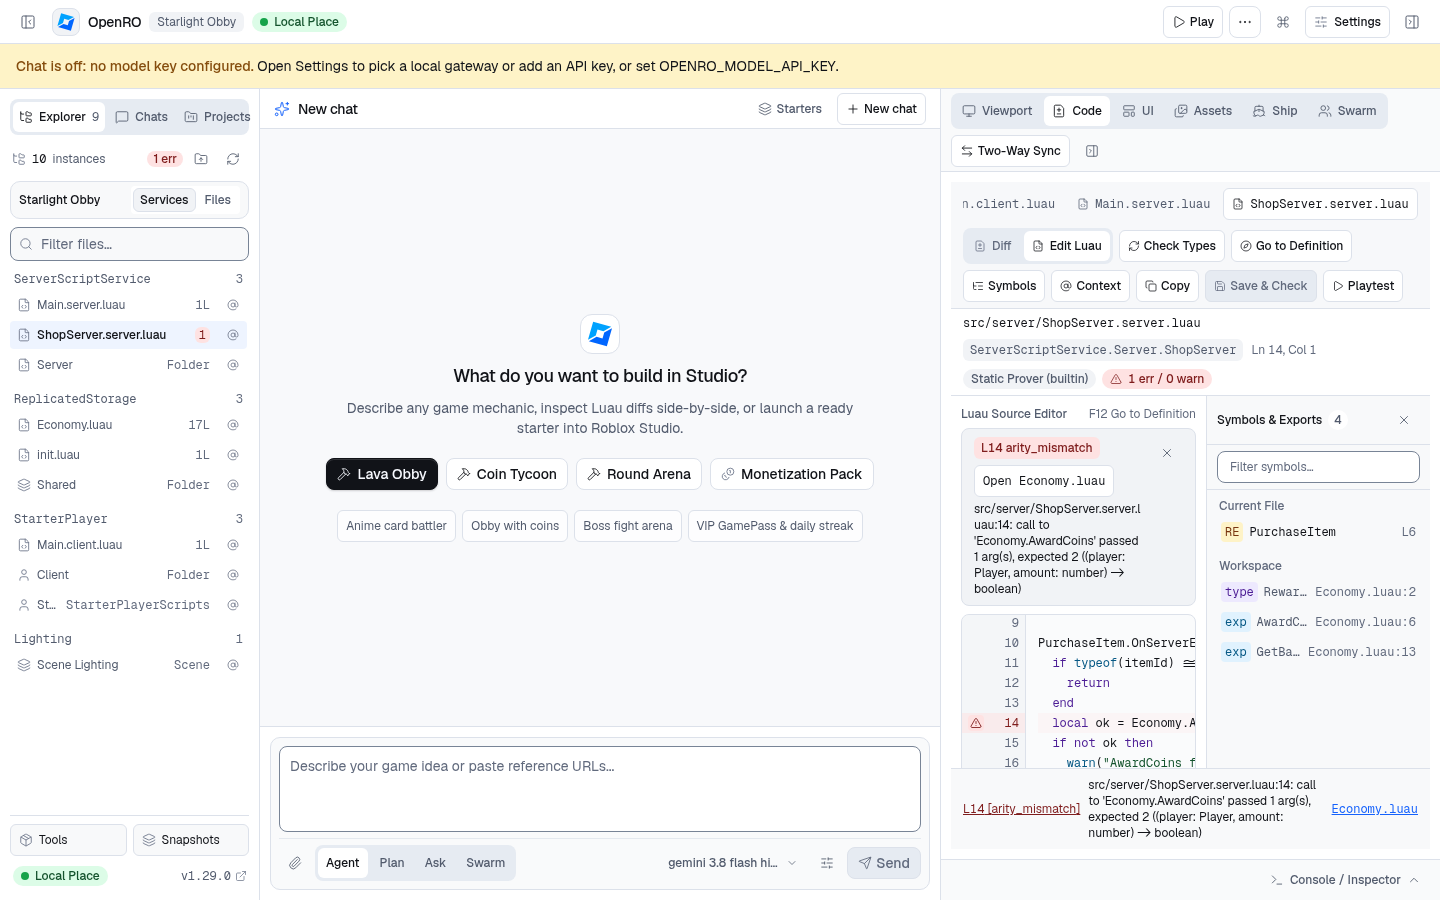 OpenRO
Starlight Obby
Local Place
Play
Settings
Chat is off: no model key configured. Open Settings to pick a local gateway or add an API key, or set OPENRO_MODEL_API_KEY.
Explorer 9
Chats
Projects
10 instances
1 err
Starlight Obby
Services
Files
Filter files...
ServerScriptService 3
Main.server.luau 1L
ShopServer.server.luau 1
Server Folder
ReplicatedStorage 3
Economy.luau 17L
init.luau 1L
Shared Folder
StarterPlayer 3
Main.client.luau 1L
Client Folder
St... StarterPlayerScripts
Lighting 1
Scene Lighting Scene
Tools
Snapshots
Local Place
v1.29.0
New chat
Starters
New chat
What do you want to build in Studio?
Describe any game mechanic, inspect Luau diffs side-by-side, or launch a ready
starter into Roblox Studio.
Lava Obby
Coin Tycoon
Round Arena
Monetization Pack
Anime card battler
Obby with coins
Boss fight arena
VIP GamePass & daily streak
Describe your game idea or paste reference URLs...
Agent
Plan
Ask
Swarm
gemini 3.8 flash hi...
Send
Viewport
Code
UI
Assets
Ship
Swarm
Two-Way Sync
n.client.luau
Main.server.luau
ShopServer.server.luau
Diff
Edit Luau
Check Types
Go to Definition
Symbols
Context
Copy
Save & Check
Playtest
src/server/ShopServer.server.luau
ServerScriptService.Server.ShopServer
Ln 14, Col 1
Static Prover (builtin)
1 err / 0 warn
Luau Source Editor
F12 Go to Definition
L14 arity_mismatch
Open Economy.luau
src/server/ShopServer.server.l
uau:14: call to
'Economy.AwardCoins' passed
1 arg(s), expected 2 ((player:
Player, amount: number) ->
boolean)
9
10 PurchaseItem.OnServerE
11 if typeof(itemId) ~=
12 return
13 end
14 local ok = Economy.A
15 if not ok then
16 warn("AwardCoins f
Symbols & Exports 4
Filter symbols...
Current File
RE PurchaseItem L6
Workspace
type Rewar... Economy.luau:2
exp AwardC... Economy.luau:6
exp GetBa... Economy.luau:13
L14 [arity_mismatch]
src/server/ShopServer.server.luau:14: call
to 'Economy.AwardCoins' passed 1 arg(s),
expected 2 ((player: Player, amount:
number) -> boolean)
Economy.luau
Console / Inspector